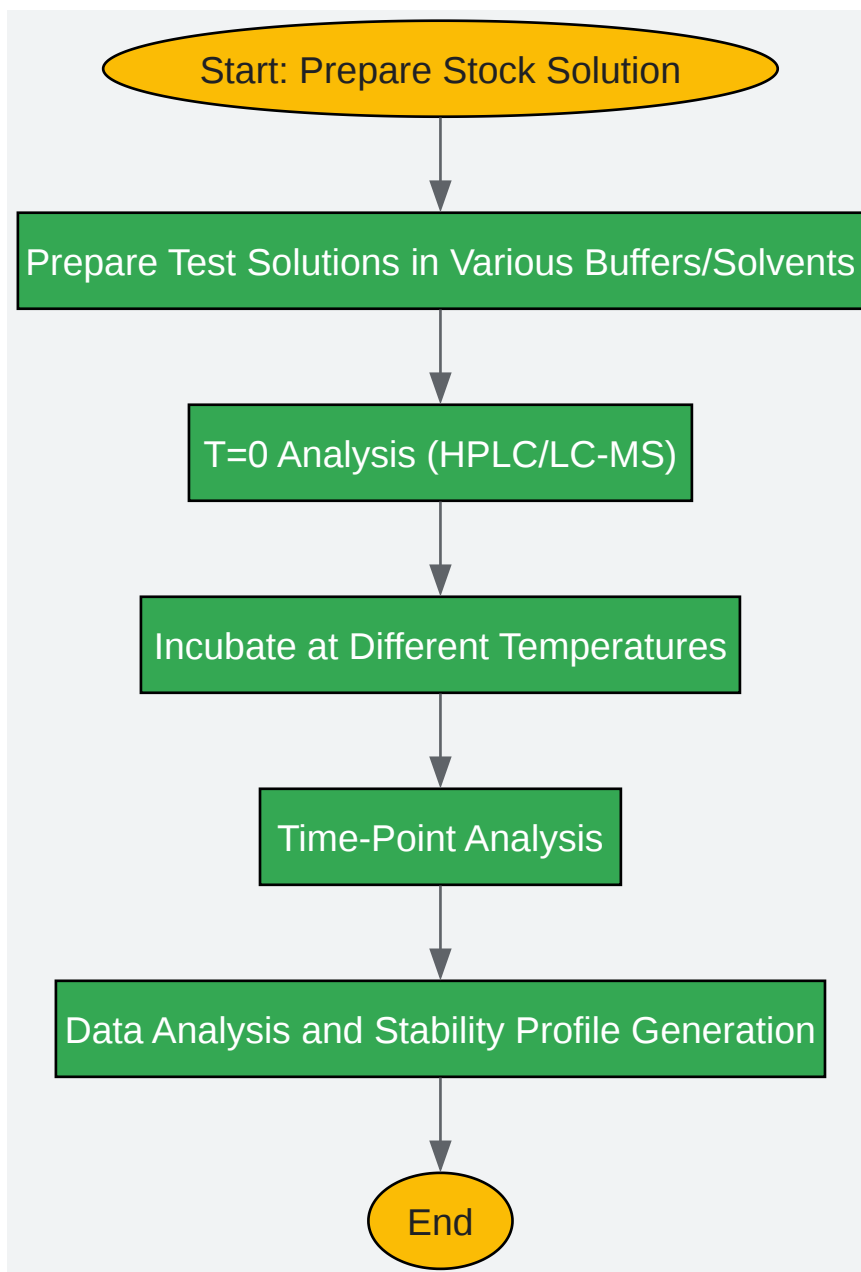 Start: Prepare Stock Solution
Prepare Test Solutions in Various Buffers/Solvents
T=0 Analysis (HPLC/LC-MS)
Incubate at Different Temperatures
Time-Point Analysis
Data Analysis and Stability Profile Generation
End